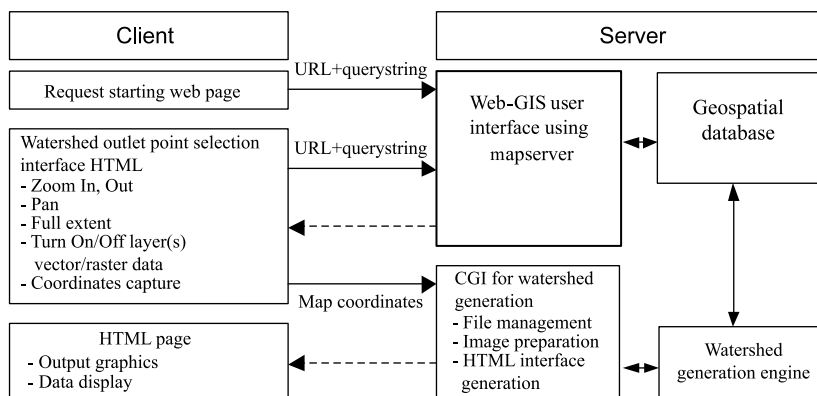 Client
Server
Request starting web page
URL+querystring
Web-GIS user
interface using
mapserver
Geospatial
database
Watershed outlet point selection
interface HTML
- Zoom In, Out
- Pan
- Full extent
- Turn On/Off layer(s)
vector/raster data
- Coordinates capture
URL+querystring
Map coordinates
CGI for watershed
generation
- File management
- Image preparation
- HTML interface
generation
Watershed
generation engine
HTML page
- Output graphics
- Data display